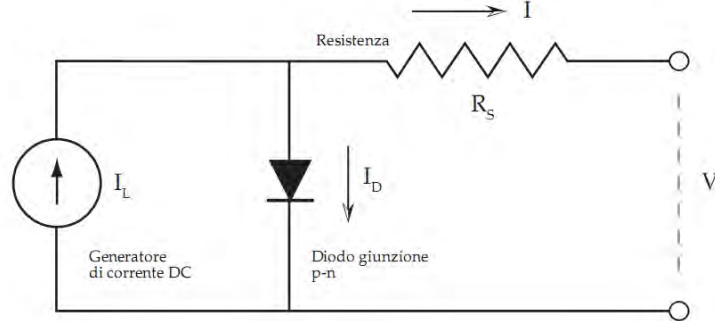 I
Resistenza
R_S
I_L
I_D
V
Generatore
di corrente DC
Diodo giunzione
p-n